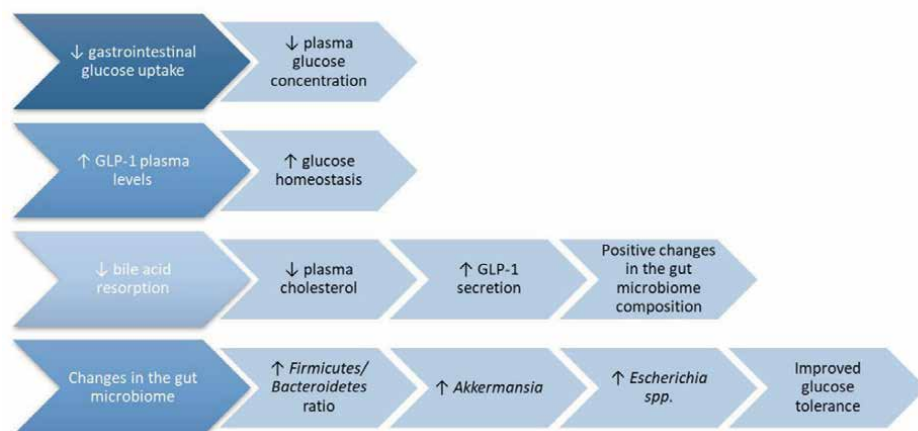 ↓ gastrointestinal
glucose uptake
↓ plasma
glucose
concentration
↑ GLP-1 plasma
levels
↑ glucose
homeostasis
↓ bile acid
resorption
↓ plasma
cholesterol
↑ GLP-1
secretion
Positive changes
in the gut
microbiome
composition
Changes in the gut
microbiome
↑ Firmicutes/
Bacteroidetes
ratio
↑ Akkermansia
↑ Escherichia
spp.
Improved
glucose
tolerance